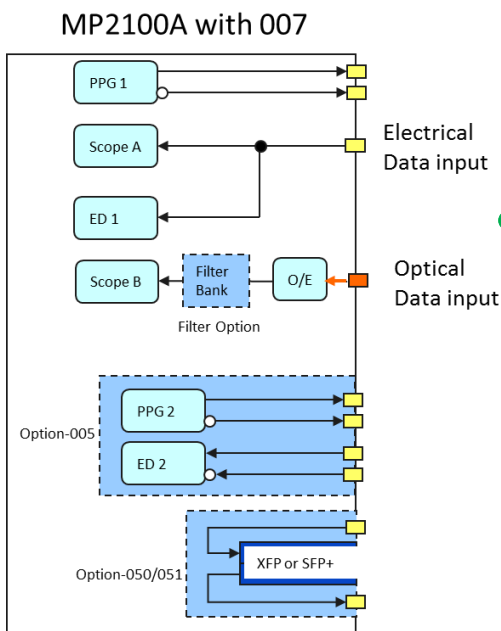 MP2100A with 007
PPG 1
Scope A
Electrical
Data input
ED 1
Scope B
Filter
Bank
O/E
Optical
Data input
Filter Option
PPG 2
Option-005
ED 2
XFP or SFP+
Option-050/051